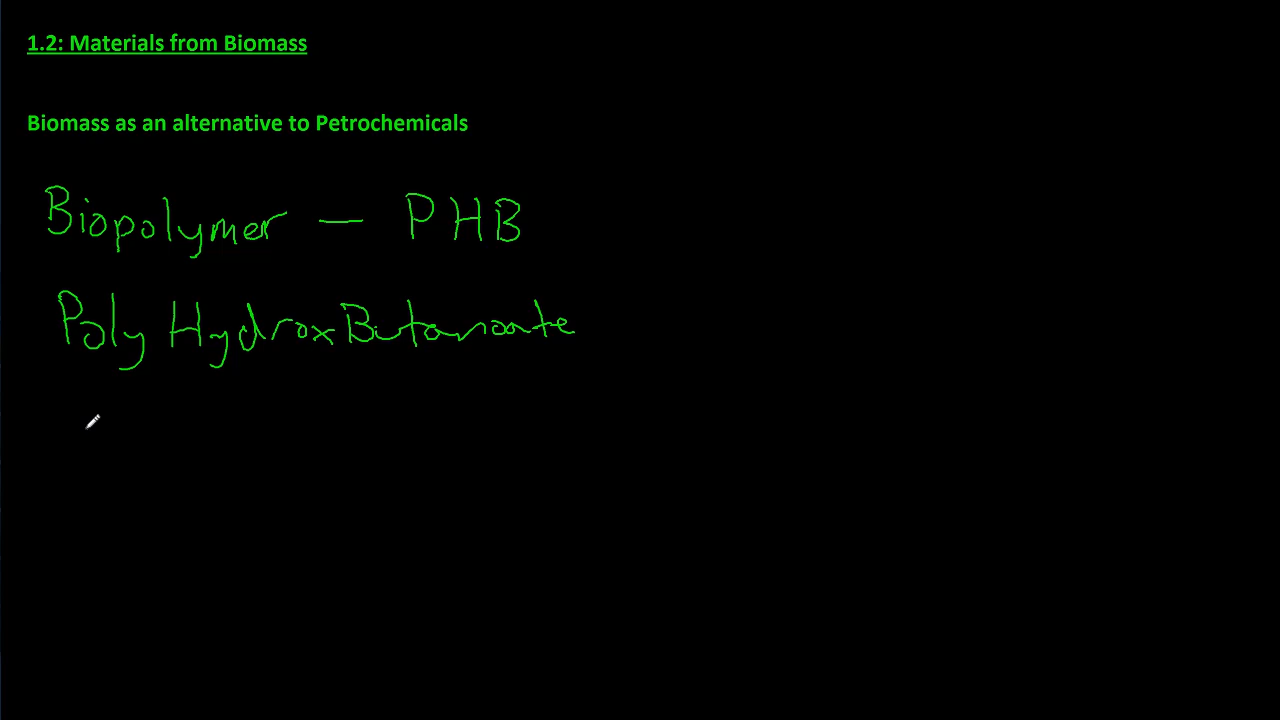 1.2: Materials from Biomass
Biomass as an alternative to Petrochemicals
Biopolymer — PHB
Poly HydroxButanoate